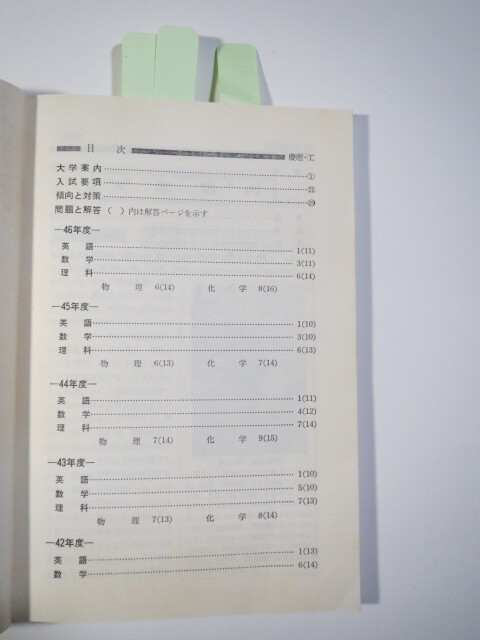 目 次 慶應・工
大学案内 ①
入試要項 ㉑
傾向と対策 ㉙
問題と解答 ( )内は解答ページを示す
―46年度―
英 語 1(11)
数 学 3(11)
理 科 6(14)
物 理 6(14) 化 学 8(16)
―45年度―
英 語 1(10)
数 学 3(10)
理 科 6(13)
物 理 6(13) 化 学 7(14)
―44年度―
英 語 1(11)
数 学 4(12)
理 科 7(14)
物 理 7(14) 化 学 9(15)
―43年度―
英 語 1(10)
数 学 5(10)
理 科 7(13)
物 理 7(13) 化 学 8(14)
―42年度―
英 語 1(13)
数 学 6(14)